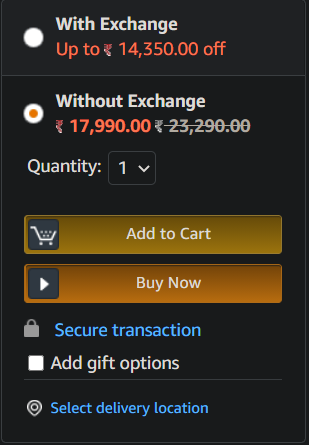 With Exchange
Up to ₹ 14,350.00 off
Without Exchange
₹ 17,990.00 ₹ 23,290.00
Quantity: 1
Add to Cart
Buy Now
Secure transaction
Add gift options
Select delivery location